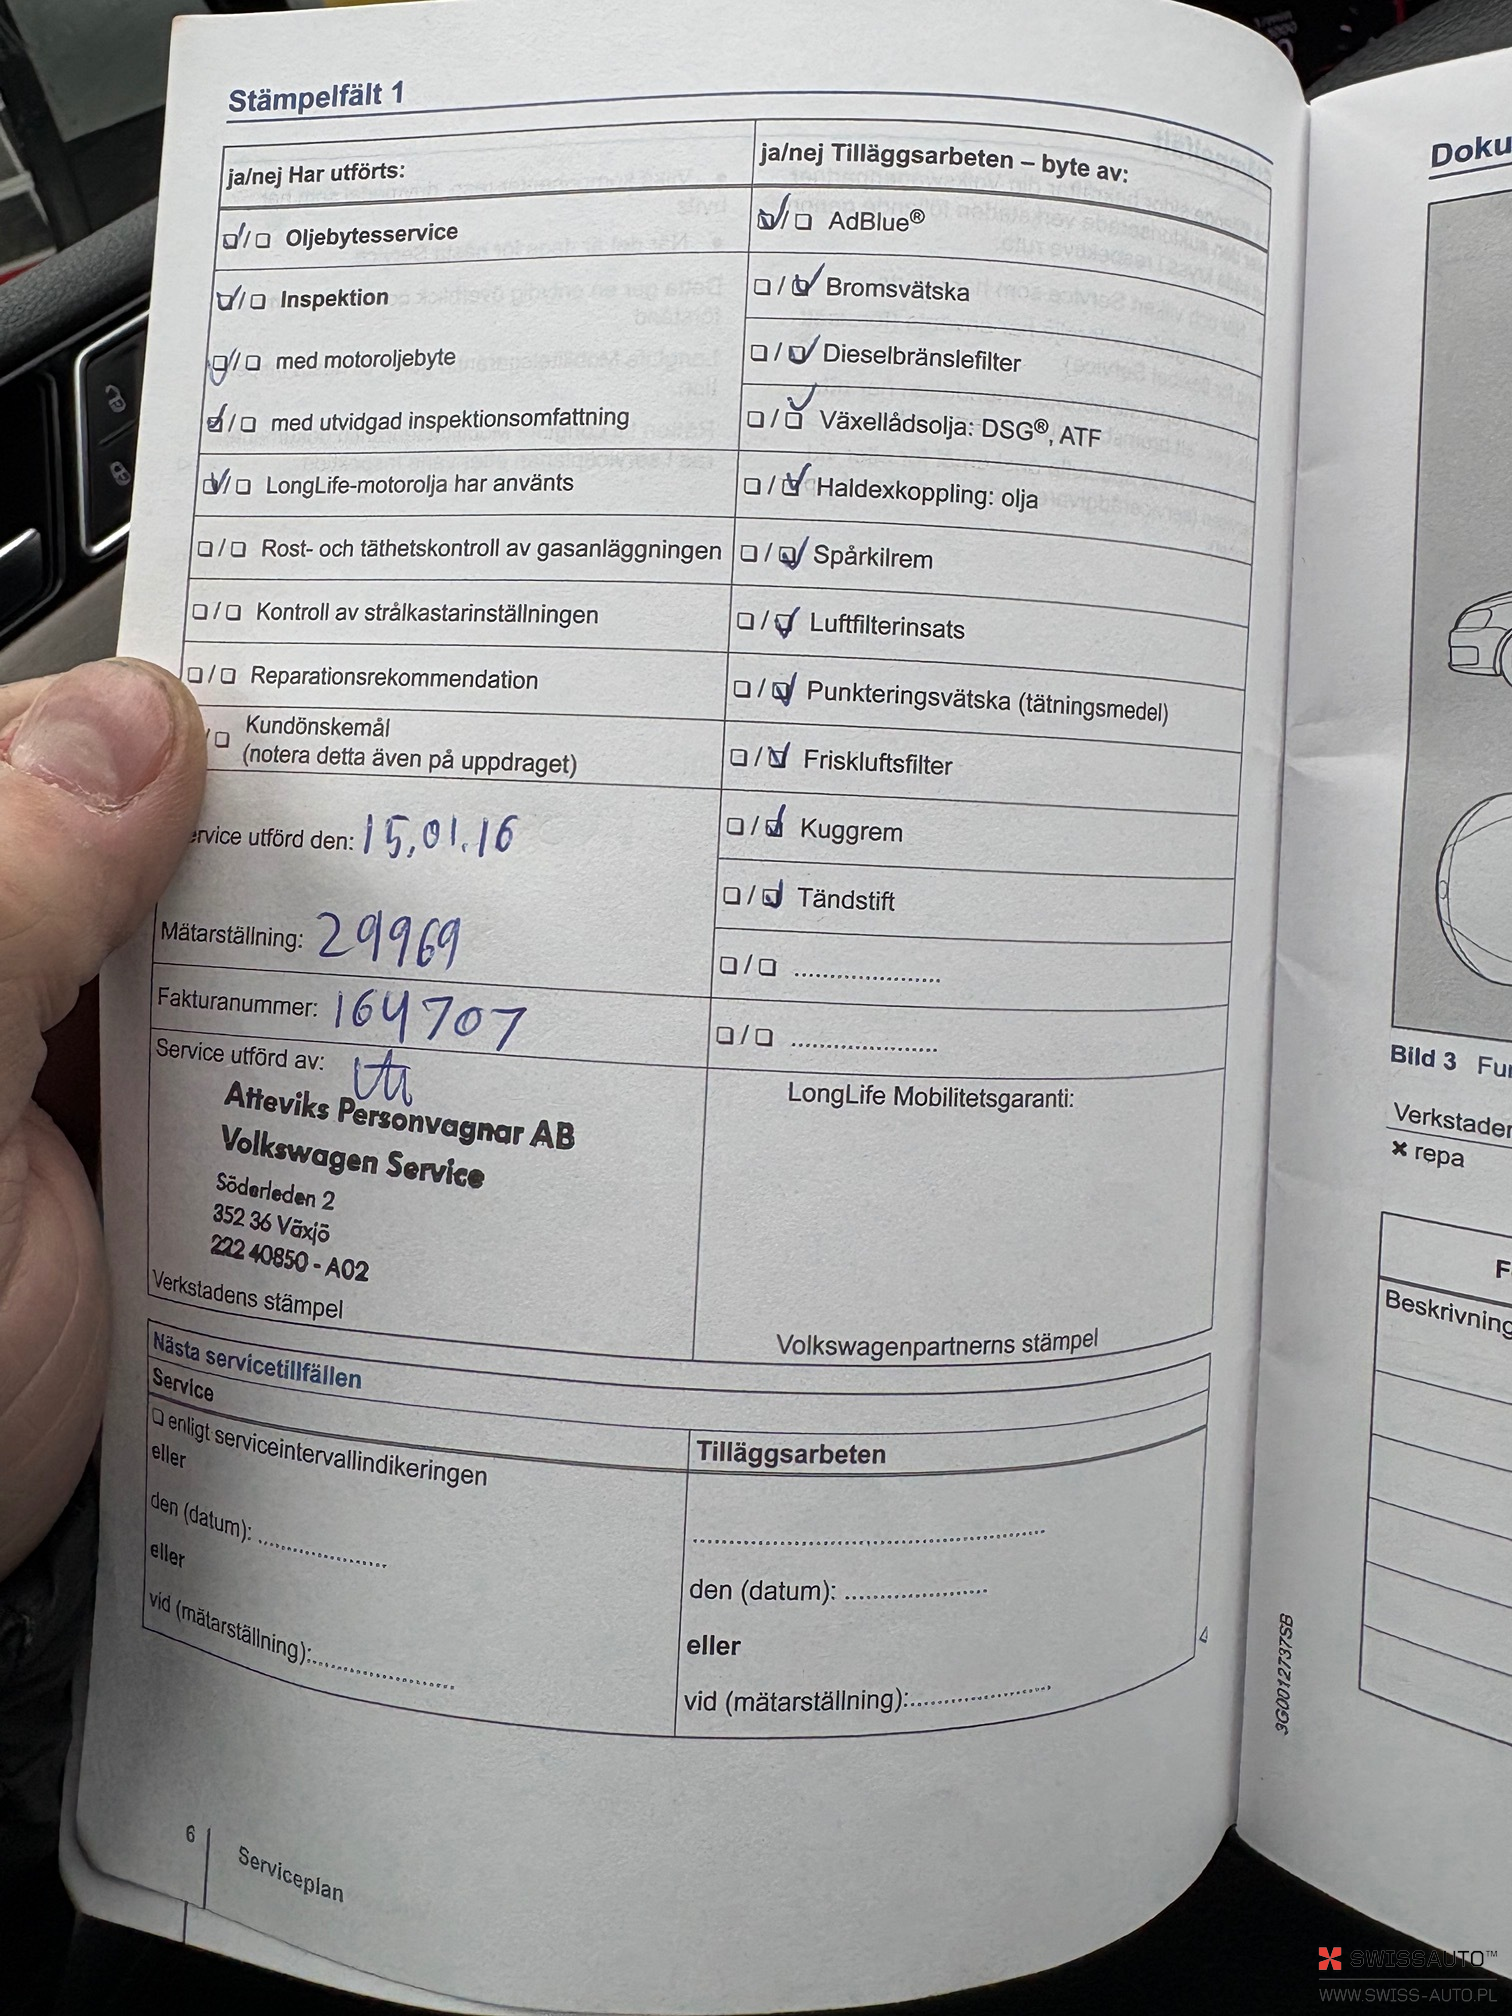 Stämpelfält 1
ja/nej Har utförts:
❏/❏ Oljebytesservice
❏/❏ Inspektion
❏/❏ med motoroljebyte
❏/❏ med utvidgad inspektionsomfattning
❏/❏ LongLife-motorolja har använts
❏/❏ Rost- och täthetskontroll av gasanläggningen
❏/❏ Kontroll av strålkastarinställningen
❏/❏ Reparationsrekommendation
/❏ Kundönskemål
(notera detta även på uppdraget)
ervice utförd den: 15.01.16
Mätarställning: 29969
Fakturanummer: 164707
Service utförd av:
Atteviks Personvagnar AB
Volkswagen Service
Söderleden 2
352 36 Växjö
222 40850 - A02
Verkstadens stämpel
ja/nej Tilläggsarbeten – byte av:
❏/❏ AdBlue®
❏/❏ Bromsvätska
❏/❏ Dieselbränslefilter
❏/❏ Växellådsolja: DSG®, ATF
❏/❏ Haldexkoppling: olja
❏/❏ Spårkilrem
❏/❏ Luftfilterinsats
❏/❏ Punkteringsvätska (tätningsmedel)
❏/❏ Friskluftsfilter
❏/❏ Kuggrem
❏/❏ Tändstift
❏/❏ ......................
❏/❏ ......................
LongLife Mobilitetsgaranti:
Volkswagenpartnerns stämpel
Nästa servicetillfällen
Service
❏ enligt serviceintervallindikeringen
eller
den (datum): ...................
eller
vid (mätarställning):.....................
Tilläggsarbeten
.....................................................
den (datum): .....................
eller
vid (mätarställning):.....................
6
Serviceplan
3G0012737SB
Doku
Bild 3 Fu
Verkstader
× repa
F
Beskrivning
SWISSAUTO™
WWW.SWISS-AUTO.PL